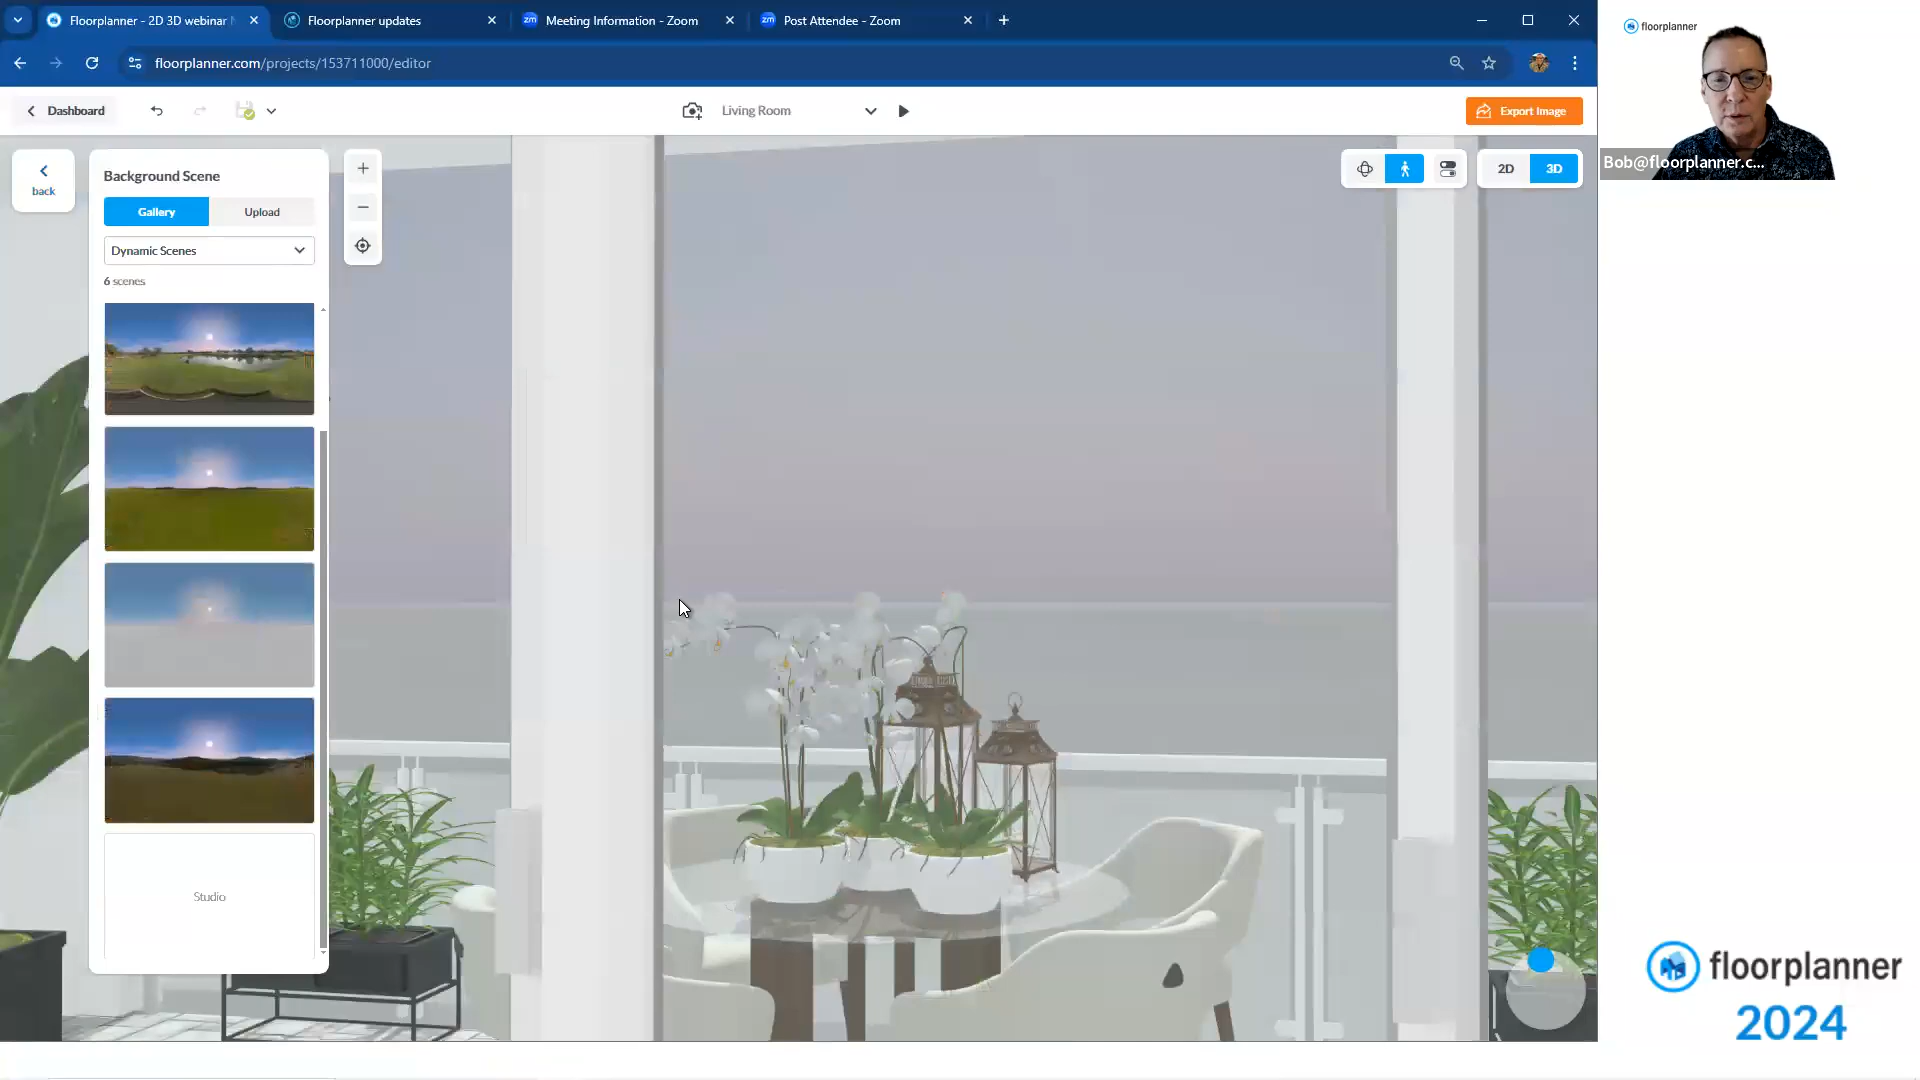 Floorplanner - 2D 3D webinar
Floorplanner updates
Meeting Information - Zoom
Post Attendee - Zoom
floorplanner.com/projects/153711000/editor
Dashboard
Living Room
Export Image
back
Background Scene
Gallery
Upload
Dynamic Scenes
6 scenes
Studio
2D
3D
floorplanner
Bob@floorplanner.c...
floorplanner
2024